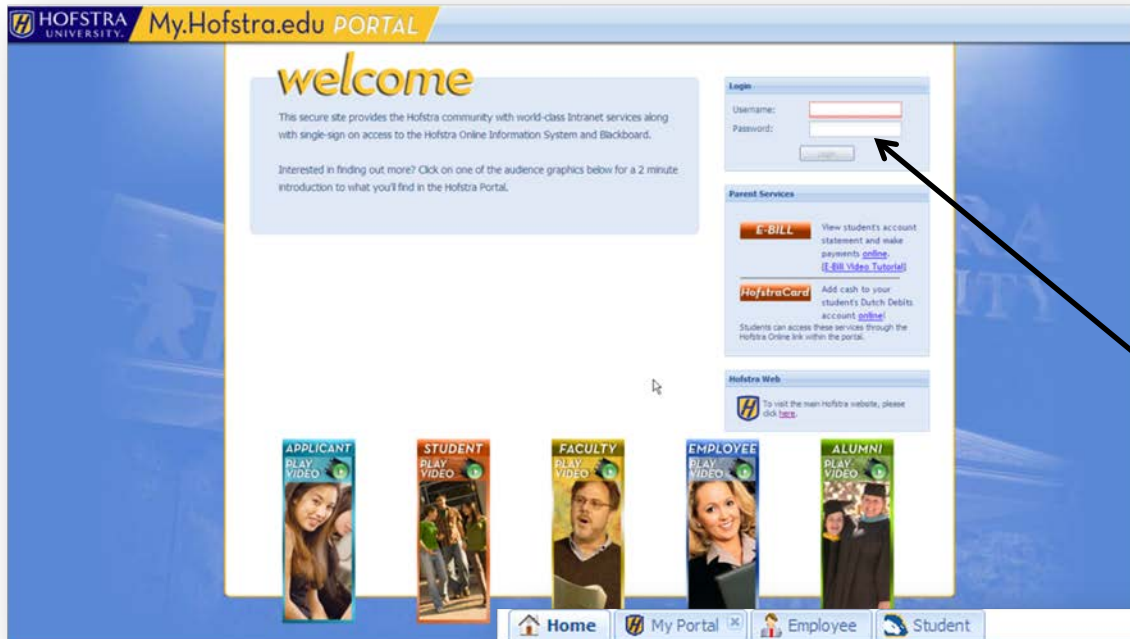 HOFSTRA
UNIVERSITY.
My.Hofstra.edu PORTAL
welcome
This secure site provides the Hofstra community with world-class Intranet services along
with single-sign on access to the Hofstra Online Information System and Blackboard.
Interested in finding out more? Click on one of the audience graphics below for a 2 minute
introduction to what you'll find in the Hofstra Portal.
Login
Username:
Password:
Login
Parent Services
E-BILL
View student's account
statement and make
payments online.
(E-Bill Video Tutorial)
HofstraCard
Add cash to your
student's Dutch Debits
account online!
Students can access these services through the
Hofstra Online link within the portal.
Hofstra Web
To visit the main Hofstra website, please
click here.
APPLICANT
PLAY
VIDEO
STUDENT
PLAY
VIDEO
FACULTY
PLAY
VIDEO
EMPLOYEE
PLAY
VIDEO
ALUMNI
PLAY
VIDEO
Home
My Portal
Employee
Student